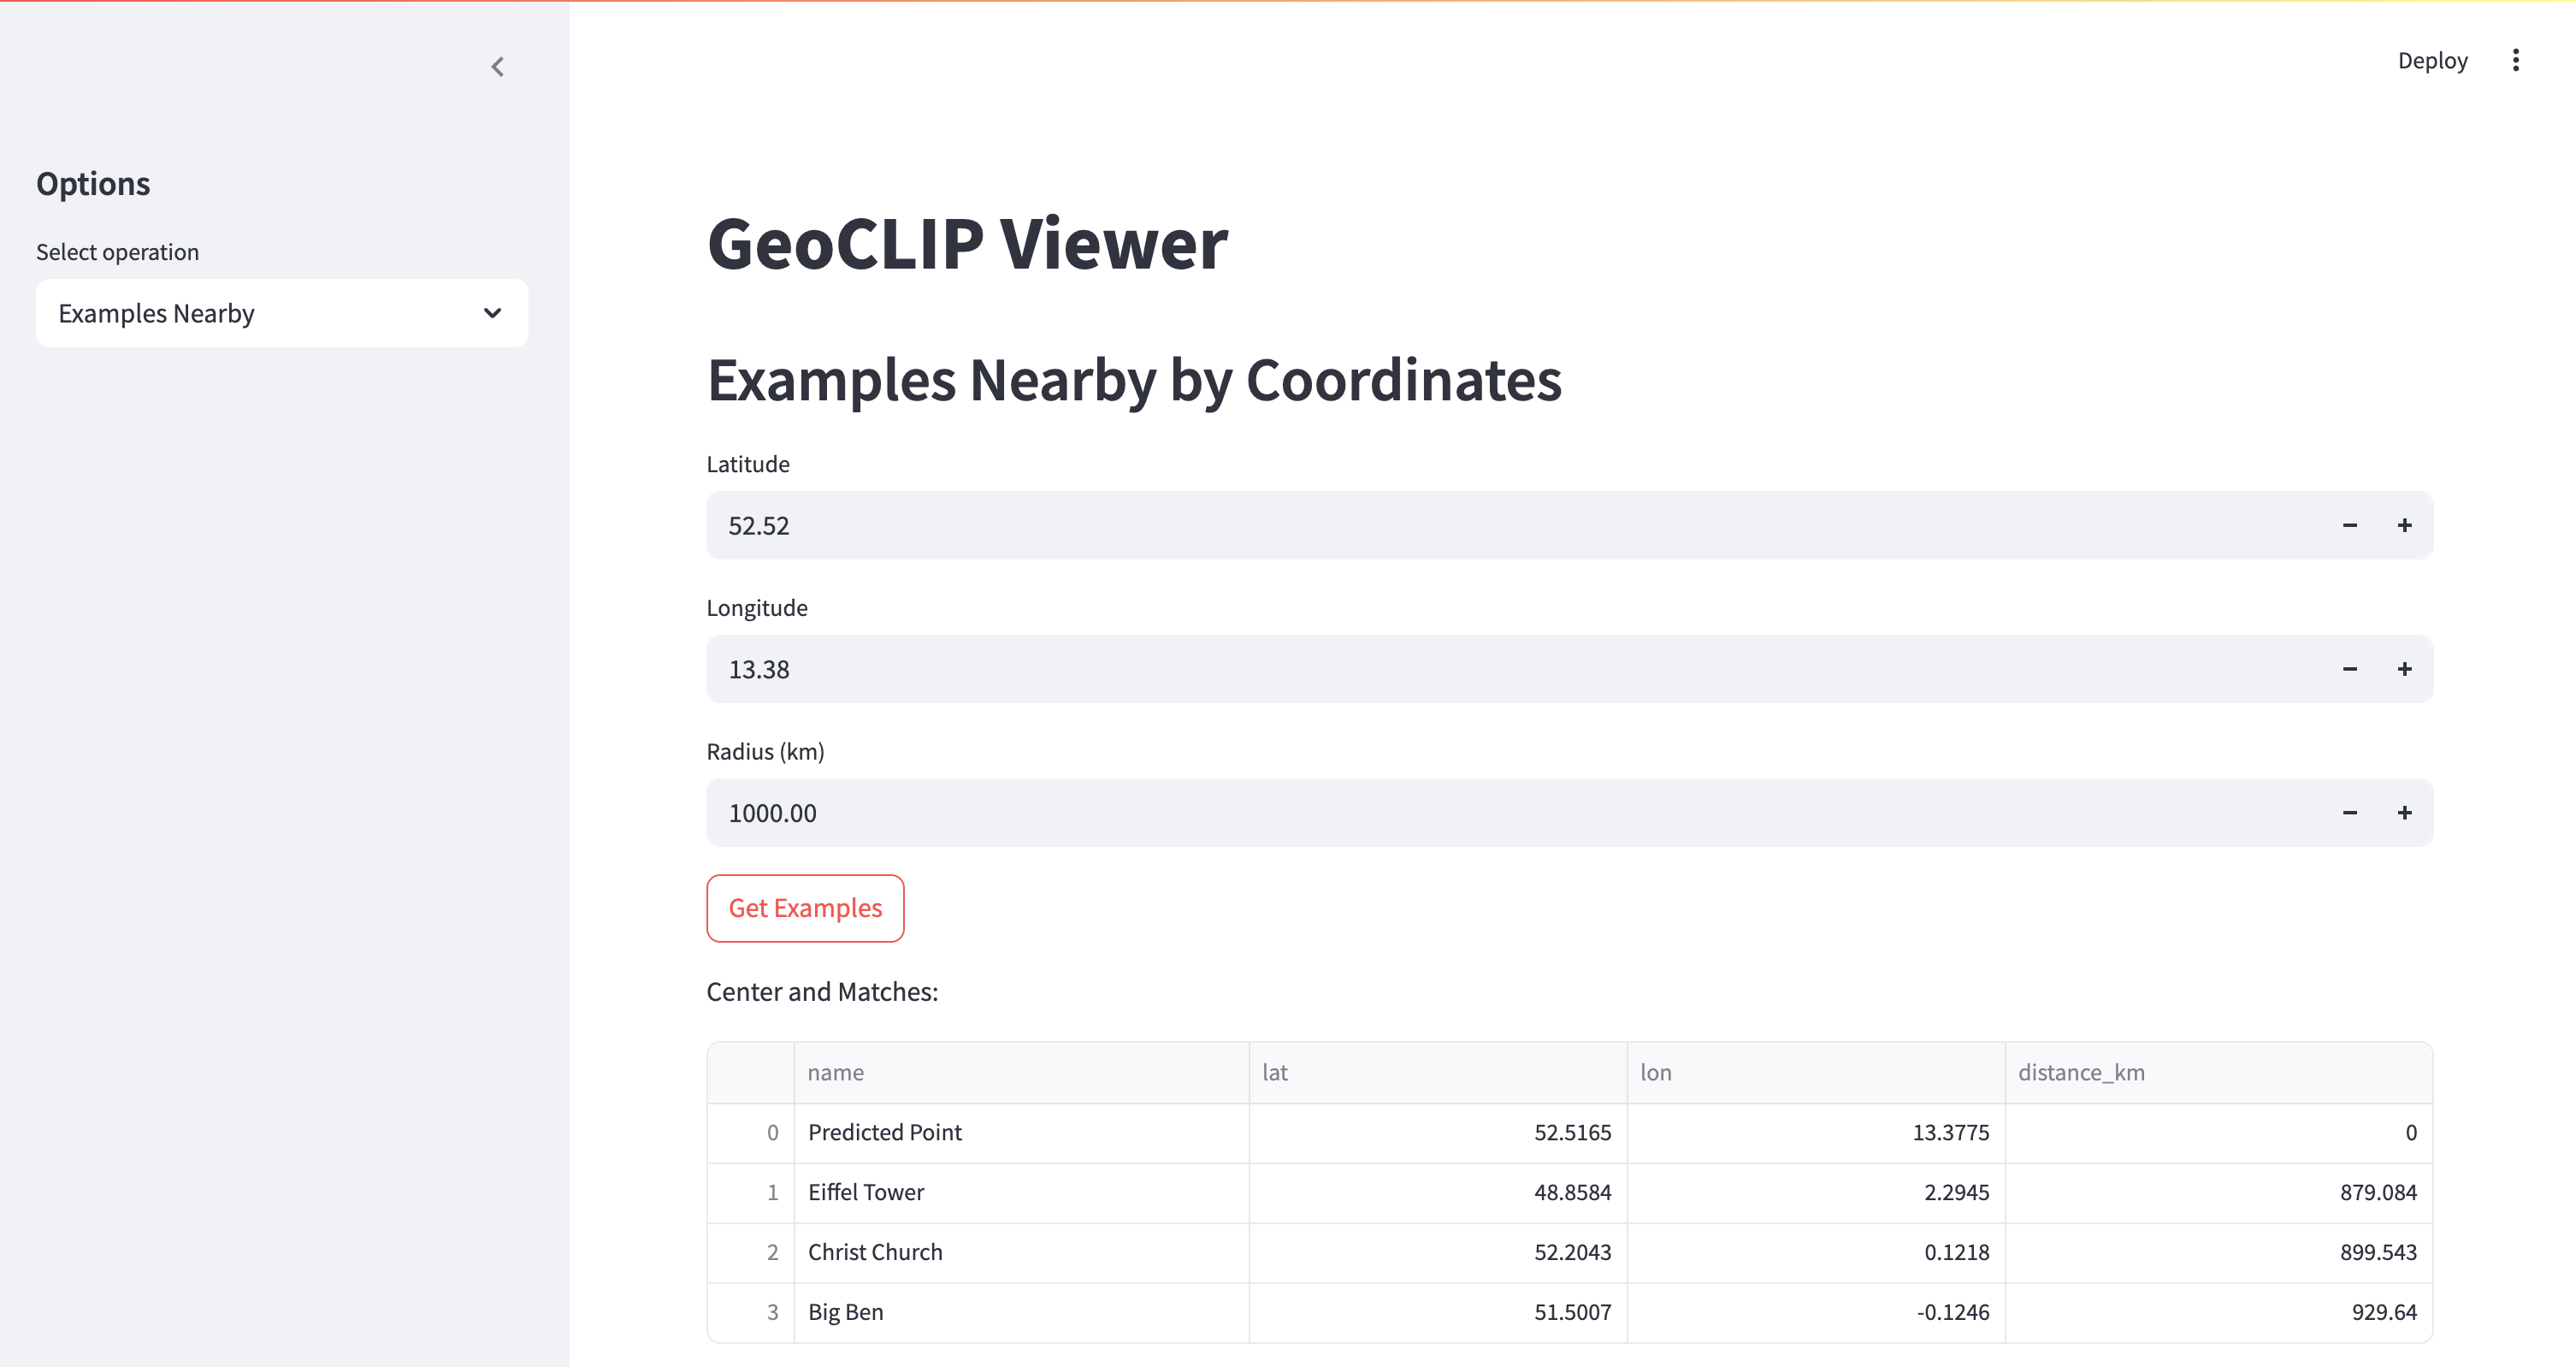 Deploy
Options
Select operation
Examples Nearby
GeoCLIP Viewer
Examples Nearby by Coordinates
Latitude
52.52
Longitude
13.38
Radius (km)
1000.00
Get Examples
Center and Matches:
name lat lon distance_km
0 Predicted Point 52.5165 13.3775 0
1 Eiffel Tower 48.8584 2.2945 879.084
2 Christ Church 52.2043 0.1218 899.543
3 Big Ben 51.5007 -0.1246 929.64